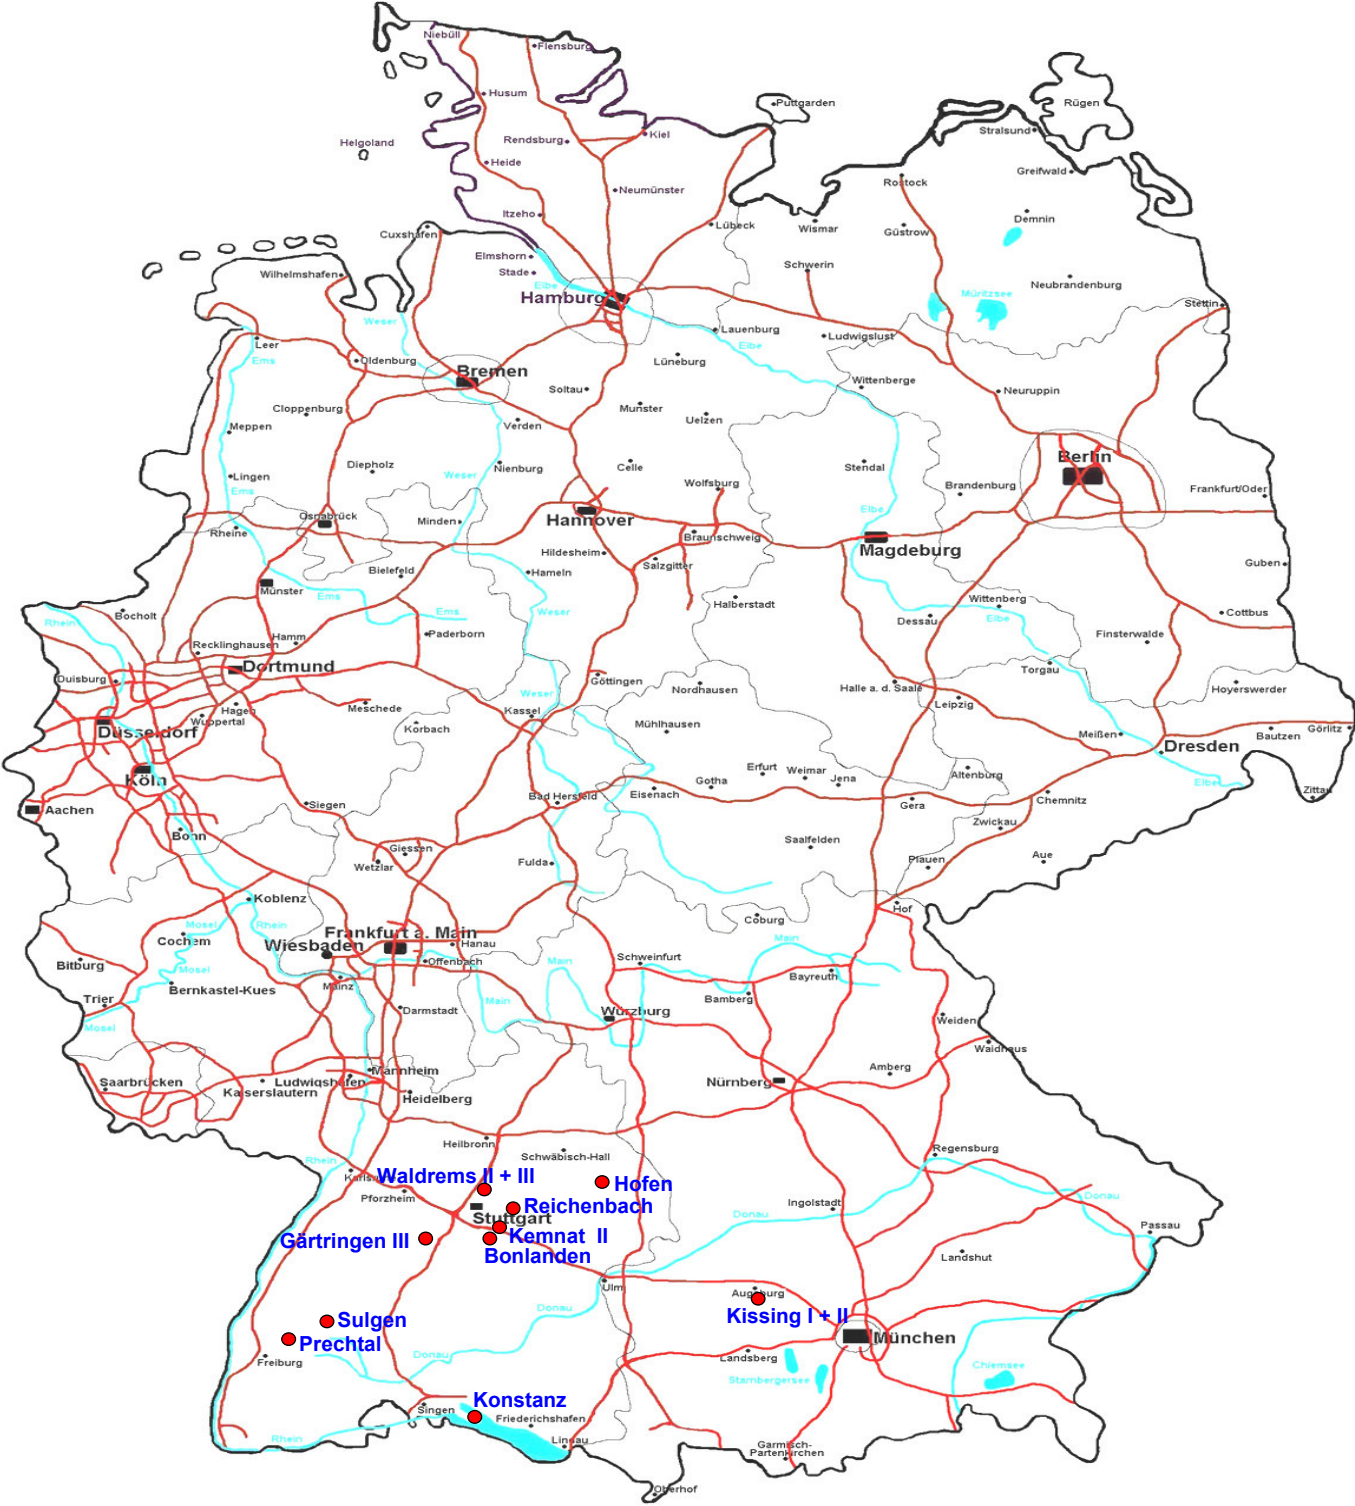 Niebüll
Flensburg
Husum
Puttgarden
Rügen
Helgoland
Rendsburg
Kiel
Stralsund
Heide
Greifwald
Neumünster
Rostock
Itzeho
Lübeck
Wismar
Güstrow
Demnin
Cuxshafen
Elmshorn
Stade
Schwerin
Wilhelmshafen
Elbe
Neubrandenburg
Hamburg
Müritzsee
Stettin
Weser
Lauenburg
Ludwigslust
Leer
Elbe
Ems
Oldenburg
Lüneburg
Bremen
Wittenberge
Soltau
Neuruppin
Cloppenburg
Munster
Uelzen
Meppen
Verden
Berlin
Diepholz
Nienburg
Celle
Stendal
Lingen
Weser
Wolfsburg
Brandenburg
Frankfurt/Oder
Ems
Elbe
Osnabrück
Minden
Hannover
Rheine
Braunschweig
Magdeburg
Hildesheim
Salzgitter
Guben
Bielefeld
Hameln
Münster
Ems
Halberstadt
Wittenberg
Bocholt
Ems
Weser
Cottbus
Rhein
Dessau
Elbe
Hamm
Paderborn
Finsterwalde
Recklinghausen
Dortmund
Torgau
Duisburg
Göttingen
Nordhausen
Halle a. d. Saale
Hoyerswerder
Weser
Leipzig
Hagen
Meschede
Kassel
Wuppertal
Korbach
Mühlhausen
Düsseldorf
Meißen
Bautzen
Görlitz
Dresden
Köln
Erfurt
Weimar
Jena
Altenburg
Gotha
Elbe
Bad Hersfeld
Eisenach
Zittau
Siegen
Gera
Chemnitz
Aachen
Zwickau
Bonn
Saalfelden
Giessen
Wetzlar
Fulda
Plauen
Aue
Koblenz
Hof
Coburg
Mosel
Rhein
Frankfurt a. Main
Cochem
Wiesbaden
Hanau
Main
Schweinfurt
Bitburg
Mosel
Offenbach
Main
Bayreuth
Mainz
Bernkastel-Kues
Trier
Main
Bamberg
Darmstadt
Würzburg
Mosel
Weiden
Waidhaus
Mannheim
Amberg
Saarbrücken
Ludwigshafen
Nürnberg
Kaiserslautern
Heidelberg
Heilbronn
Regensburg
Schwäbisch-Hall
Rhein
Karlsru
Waldrems II + III
Hofen
Pforzheim
Donau
Ingolstadt
Reichenbach
Donau
Stuttgart
Passau
Gärtringen III
Kemnat II
Bonlanden
Landshut
Ulm
Augsburg
Donau
Kissing I + II
Sulgen
München
Prechtal
Donau
Landsberg
Freiburg
Chiemsee
Starnbergersee
Konstanz
Singen
Friederichshafen
Rhein
Lindau
Garmisch-
Partenkirchen
Oberhof